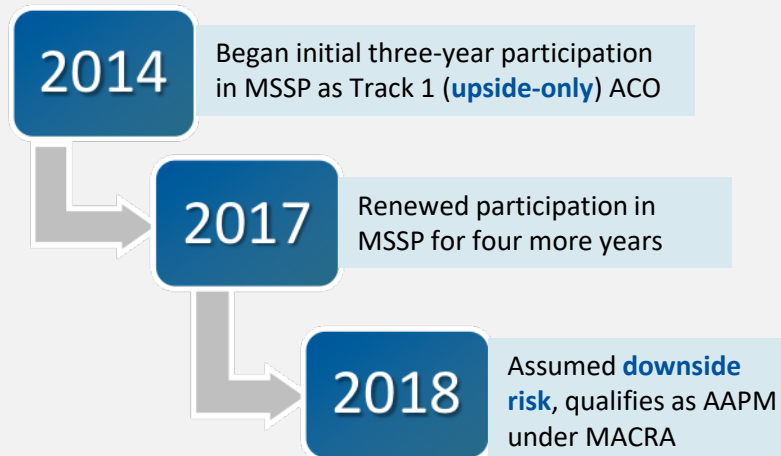 2014
Began initial three-year participation
in MSSP as Track 1 (upside-only) ACO
2017
Renewed participation in
MSSP for four more years
2018
Assumed downside
risk, qualifies as AAPM
under MACRA